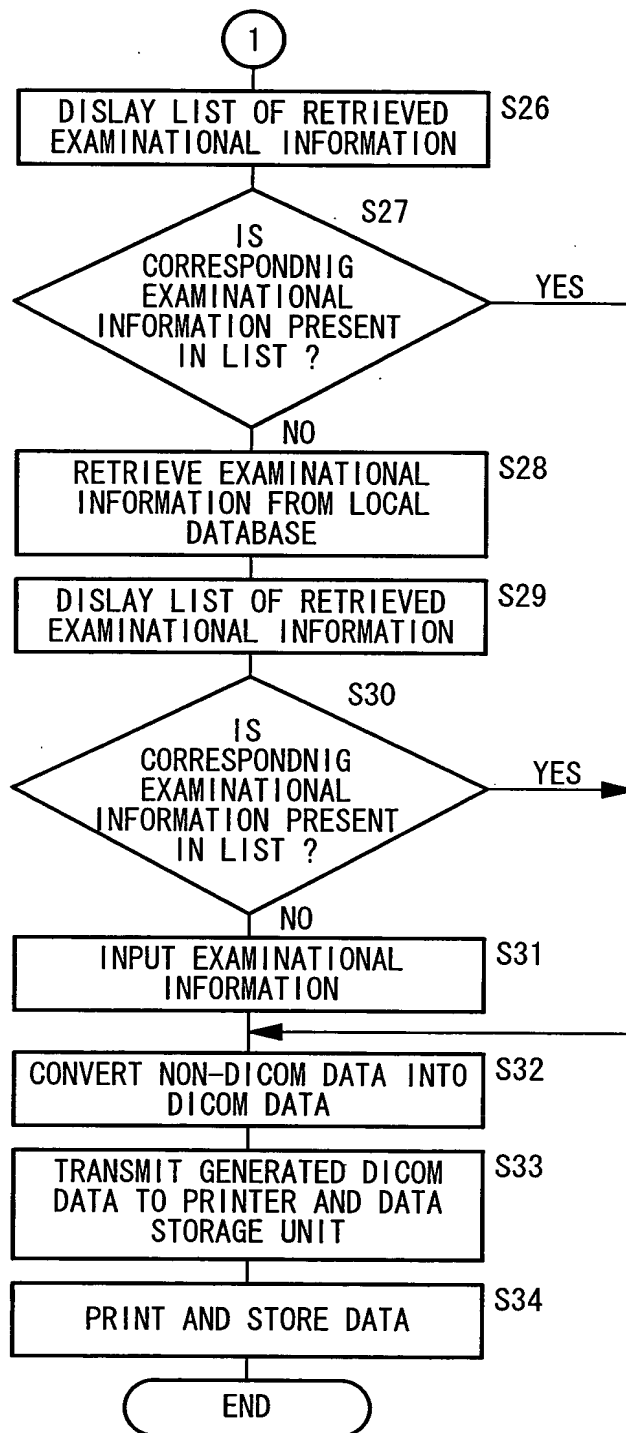 1
DISLAY LIST OF RETRIEVED
EXAMINATIONAL INFORMATION
S26
S27
IS
CORRESPONDNIG
EXAMINATIONAL
INFORMATION PRESENT
IN LIST ?
YES
NO
RETRIEVE EXAMINATIONAL
INFORMATION FROM LOCAL
DATABASE
S28
DISLAY LIST OF RETRIEVED
EXAMINATIONAL INFORMATION
S29
S30
IS
CORRESPONDNIG
EXAMINATIONAL
INFORMATION PRESENT
IN LIST ?
YES
NO
INPUT EXAMINATIONAL
INFORMATION
S31
CONVERT NON-DICOM DATA INTO
DICOM DATA
S32
TRANSMIT GENERATED DICOM
DATA TO PRINTER AND DATA
STORAGE UNIT
S33
PRINT AND STORE DATA
S34
END